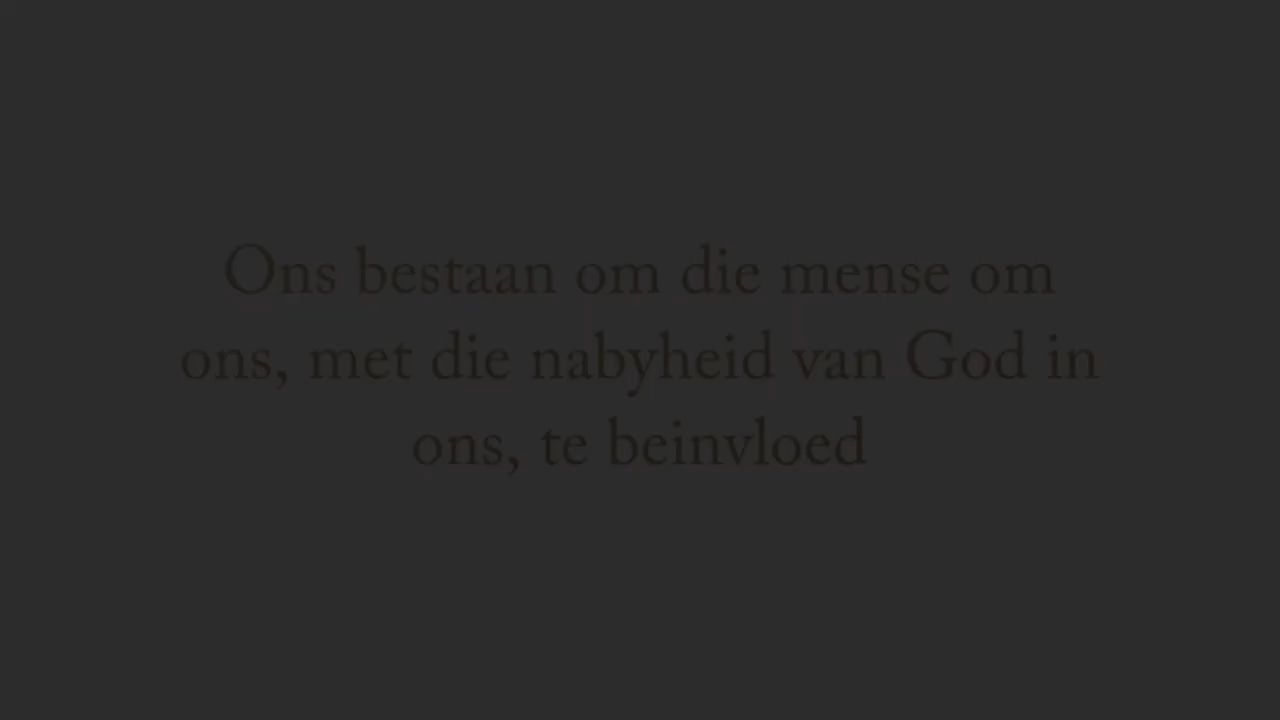 Ons bestaan om die mense om
ons, met die nabyheid van God in
ons, te beinvloed